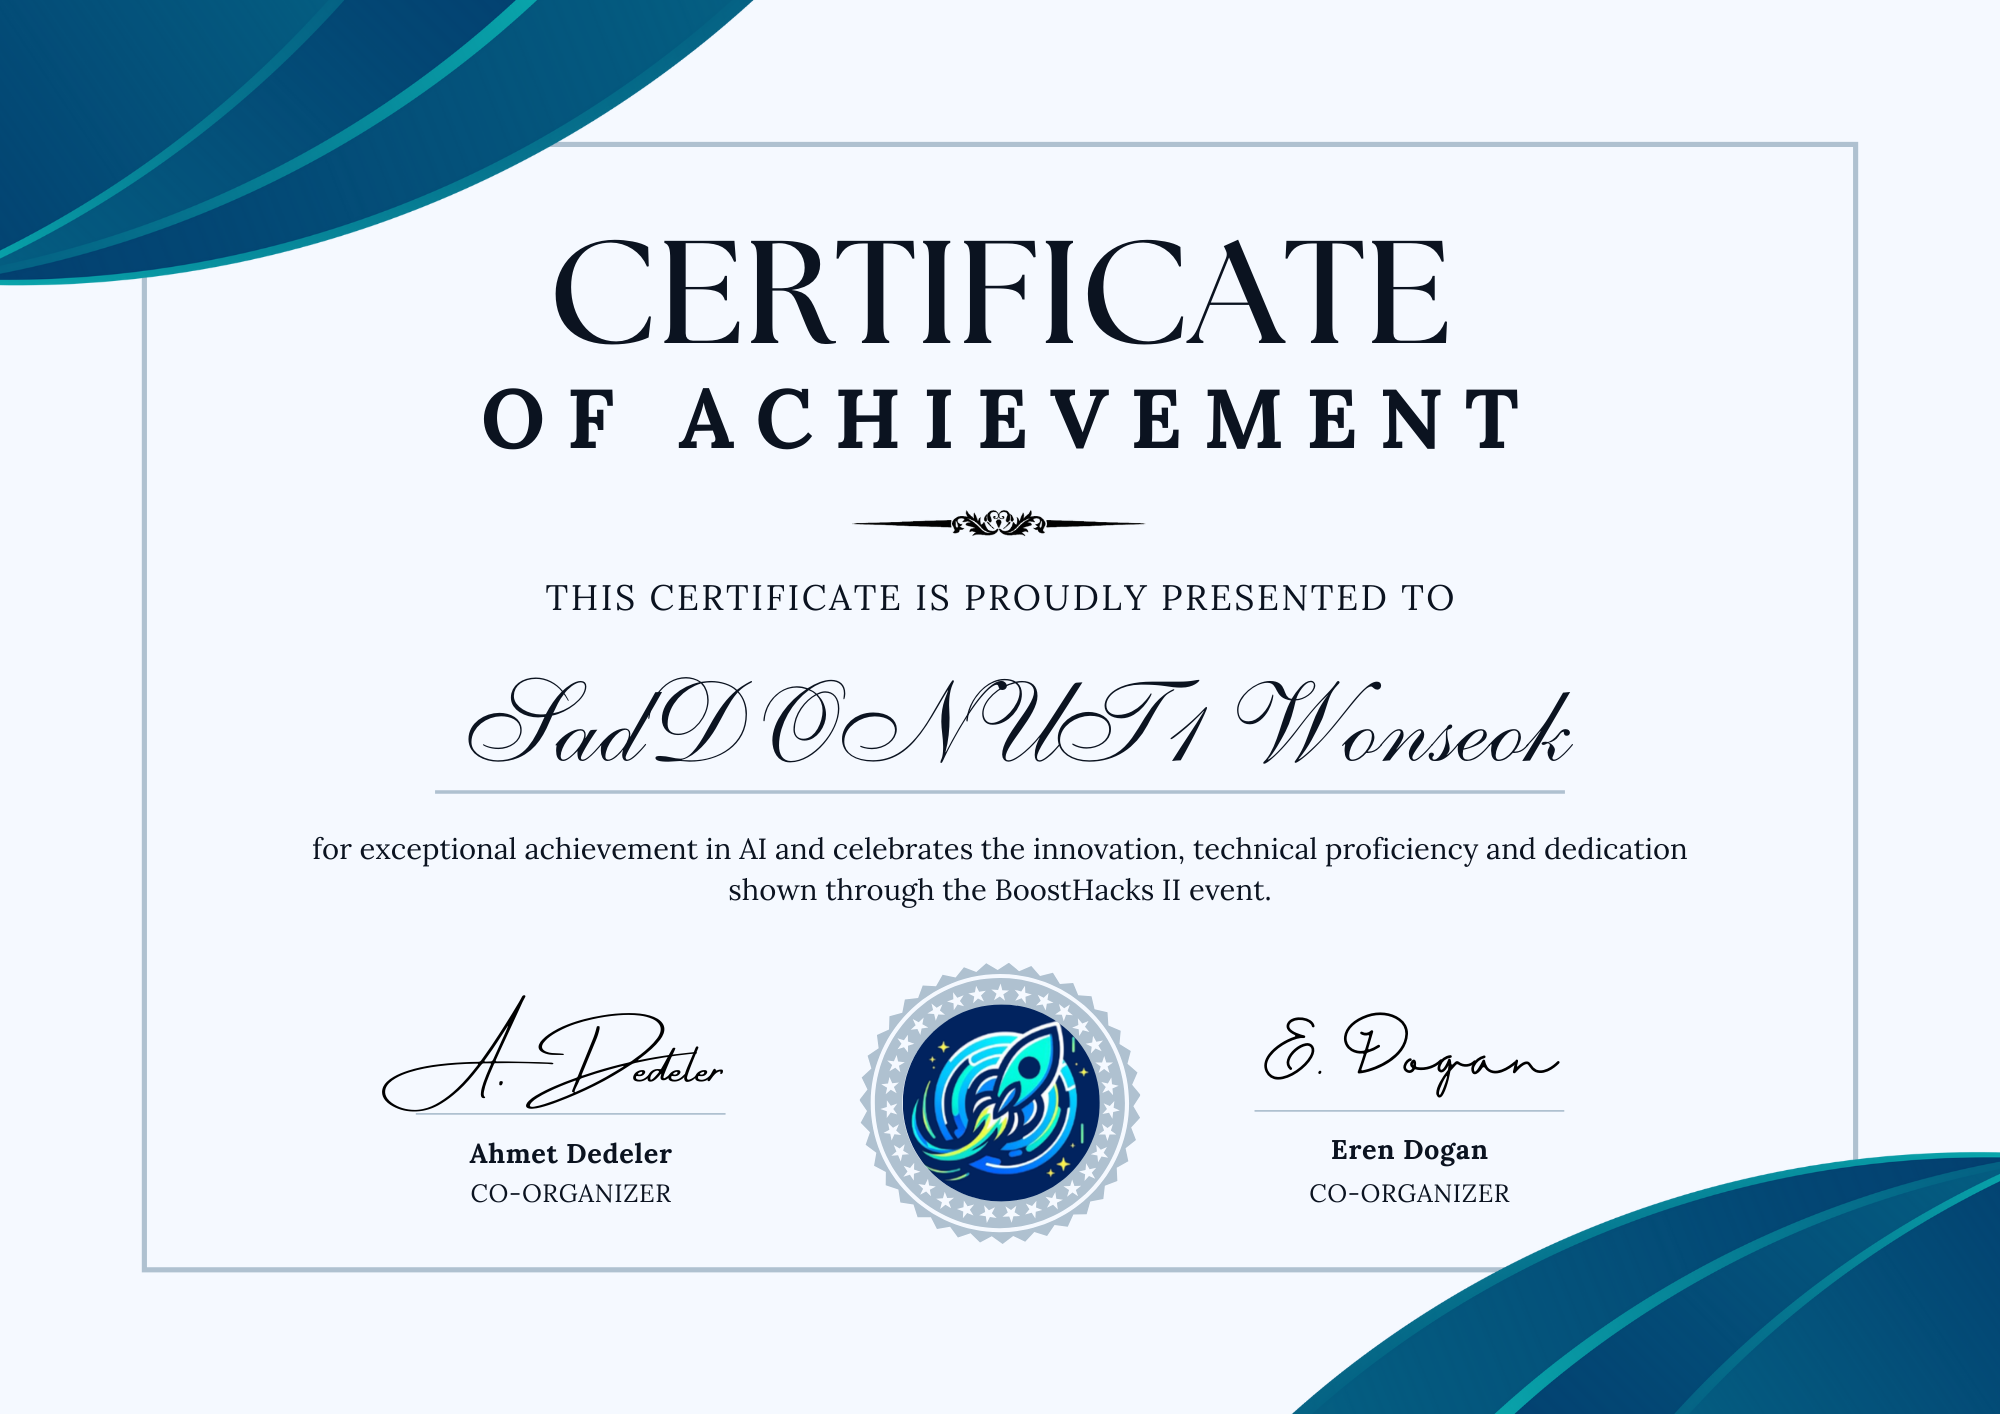 CERTIFICATE
OF ACHIEVEMENT
THIS CERTIFICATE IS PROUDLY PRESENTED TO
SadDONUT1 Wonseok
for exceptional achievement in AI and celebrates the innovation, technical proficiency and dedication
shown through the BoostHacks II event.
A. Dedeler
Ahmet Dedeler
CO-ORGANIZER
E. Dogan
Eren Dogan
CO-ORGANIZER